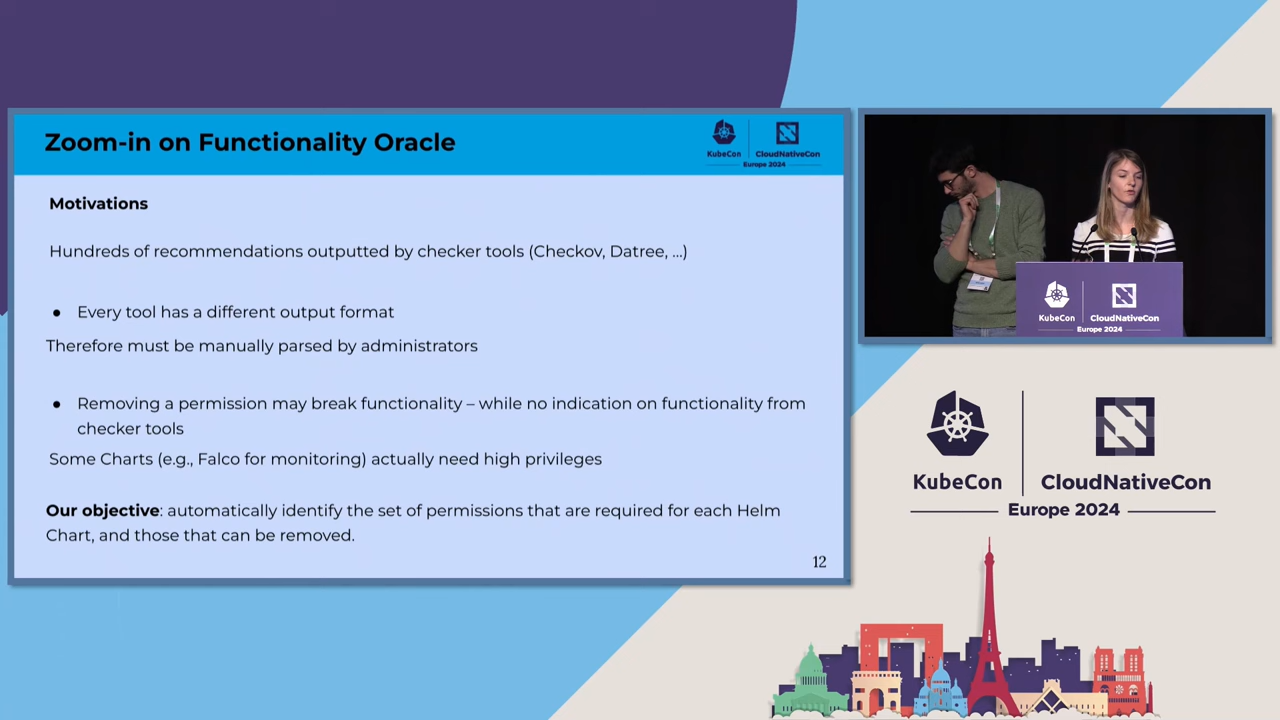 Zoom-in on Functionality Oracle
KubeCon
CloudNativeCon
Europe 2024
Motivations
Hundreds of recommendations outputted by checker tools (Checkov, Datree, ...)
● Every tool has a different output format
Therefore must be manually parsed by administrators
● Removing a permission may break functionality – while no indication on functionality from
checker tools
Some Charts (e.g., Falco for monitoring) actually need high privileges
Our objective: automatically identify the set of permissions that are required for each Helm
Chart, and those that can be removed.
12
KubeCon
CloudNativeCon
Europe 2024
KubeCon
CloudNativeCon
Europe 2024